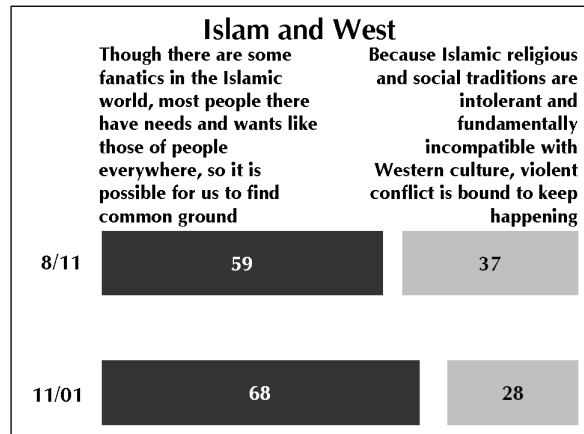 Islam and West
Though there are some
fanatics in the Islamic
world, most people there
have needs and wants like
those of people
everywhere, so it is
possible for us to find
common ground
Because Islamic religious
and social traditions are
intolerant and
fundamentally
incompatible with
Western culture, violent
conflict is bound to keep
happening
8/11
59
37
11/01
68
28